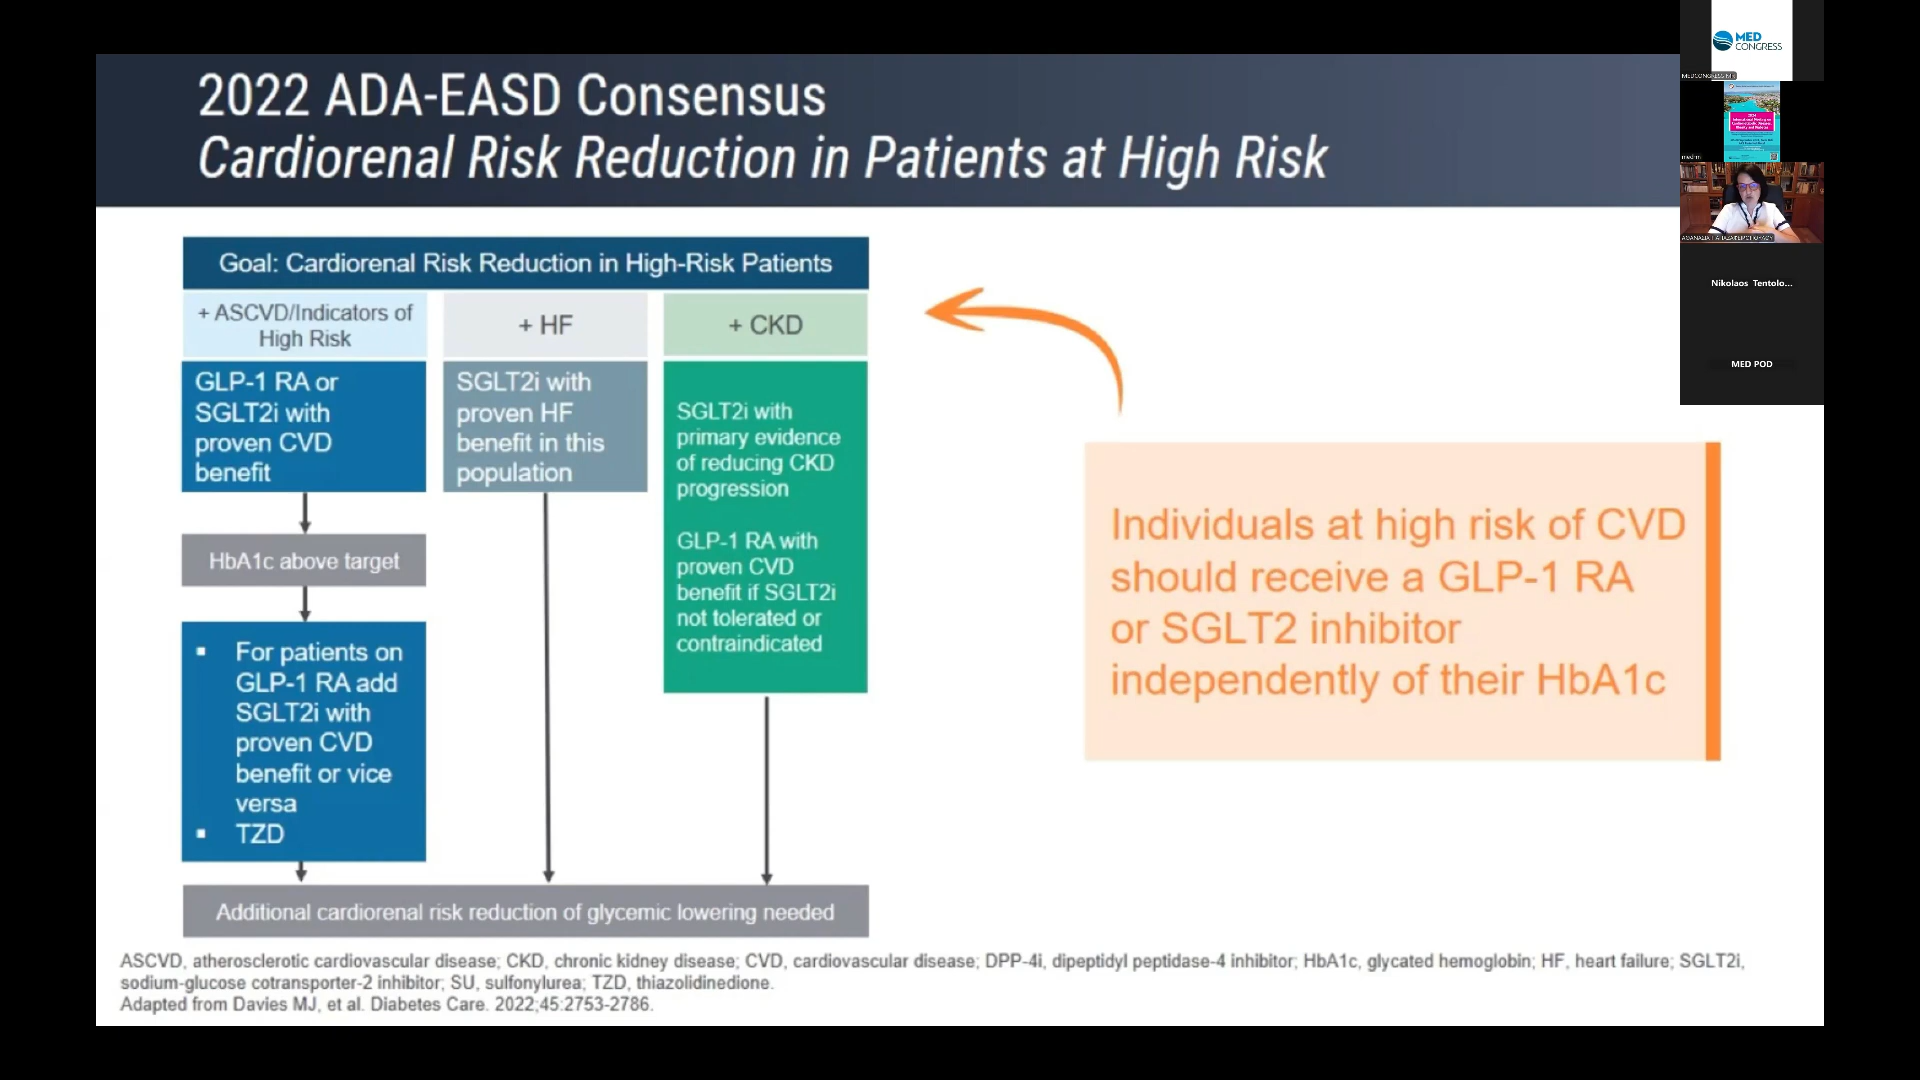 2022 ADA-EASD Consensus
Cardiorenal Risk Reduction in Patients at High Risk
Goal: Cardiorenal Risk Reduction in High-Risk Patients
+ ASCVD/Indicators of
High Risk
GLP-1 RA or
SGLT2i with
proven CVD
benefit
HbA1c above target
▪ For patients on
GLP-1 RA add
SGLT2i with
proven CVD
benefit or vice
versa
▪ TZD
+ HF
SGLT2i with
proven HF
benefit in this
population
+ CKD
SGLT2i with
primary evidence
of reducing CKD
progression
GLP-1 RA with
proven CVD
benefit if SGLT2i
not tolerated or
contraindicated
Additional cardiorenal risk reduction of glycemic lowering needed
Individuals at high risk of CVD
should receive a GLP-1 RA
or SGLT2 inhibitor
independently of their HbA1c
ASCVD, atherosclerotic cardiovascular disease; CKD, chronic kidney disease; CVD, cardiovascular disease; DPP-4i, dipeptidyl peptidase-4 inhibitor; HbA1c, glycated hemoglobin; HF, heart failure; SGLT2i,
sodium-glucose cotransporter-2 inhibitor; SU, sulfonylurea; TZD, thiazolidinedione.
Adapted from Davies MJ, et al. Diabetes Care. 2022;45:2753-2786.
MED
CONGRESS
Nikolaos Tentolo...
MED POD